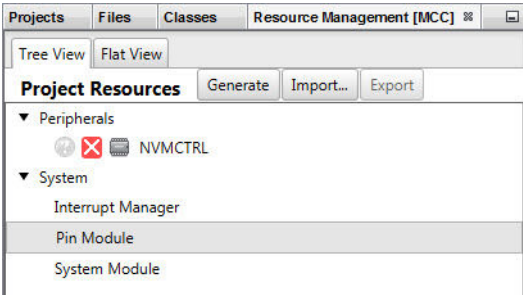 Projects Files Classes Resource Management [MCC]
Tree View Flat View
Project Resources Generate Import... Export
Peripherals
NVMCTRL
System
Interrupt Manager
Pin Module
System Module